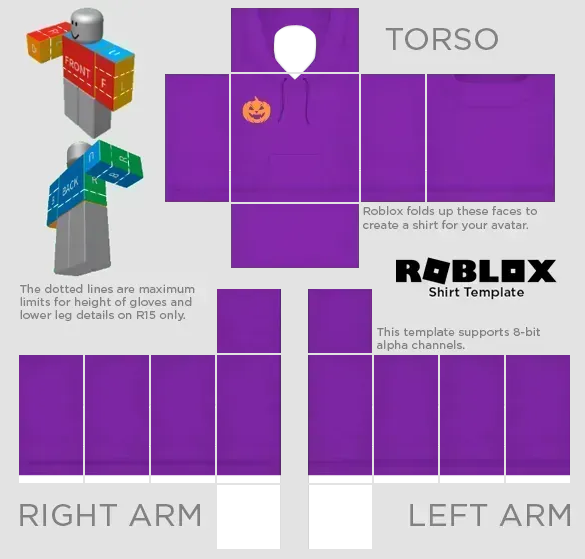 TORSO
FRONT
F
L
BACK
R
Roblox folds up these faces to
create a shirt for your avatar.
ROBLOX
Shirt Template
The dotted lines are maximum
limits for height of gloves and
lower leg details on R15 only.
This template supports 8-bit
alpha channels.
RIGHT ARM
LEFT ARM